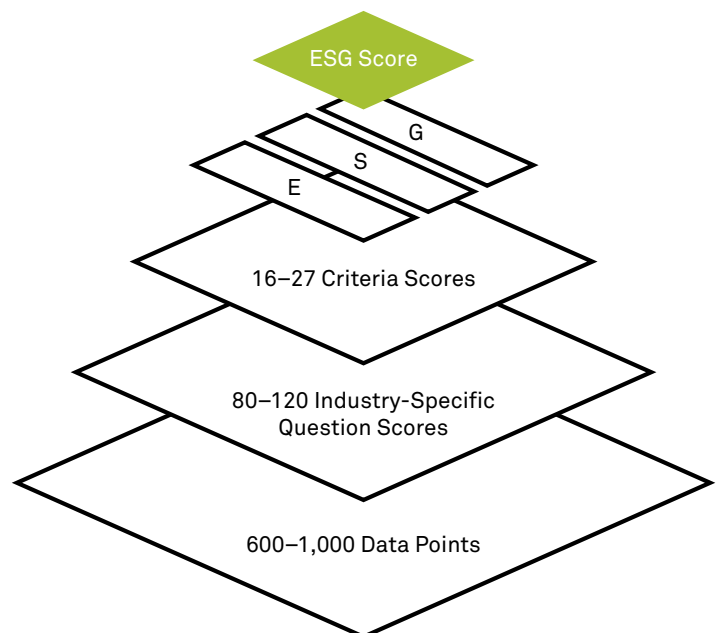 ESG Score
G
S
E
16–27 Criteria Scores
80–120 Industry-Specific
Question Scores
600–1,000 Data Points